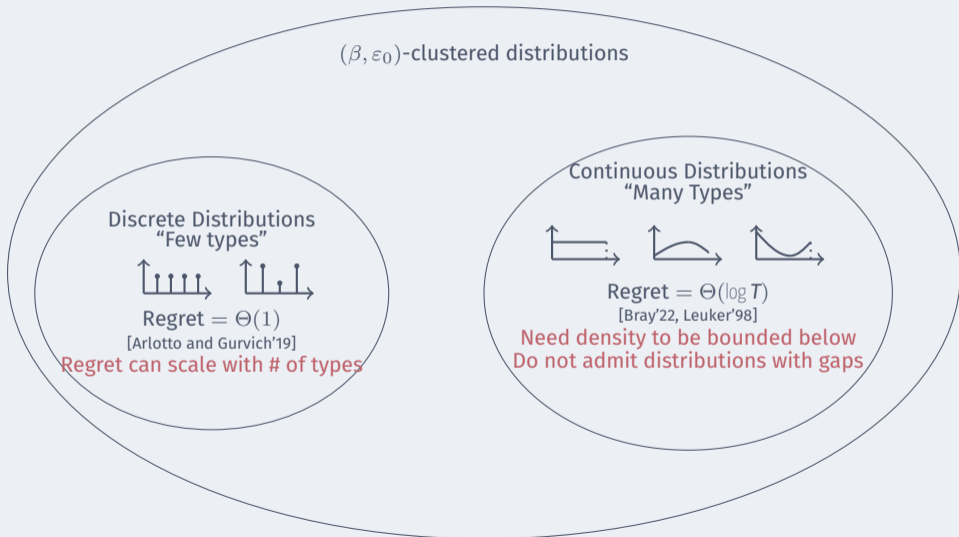 (β, ε₀)-clustered distributions
Discrete Distributions
“Few types”
Regret = Θ(1)
[Arlotto and Gurvich’19]
Regret can scale with # of types
Continuous Distributions
“Many Types”
Regret = Θ(log T)
[Bray’22, Leuker’98]
Need density to be bounded below
Do not admit distributions with gaps